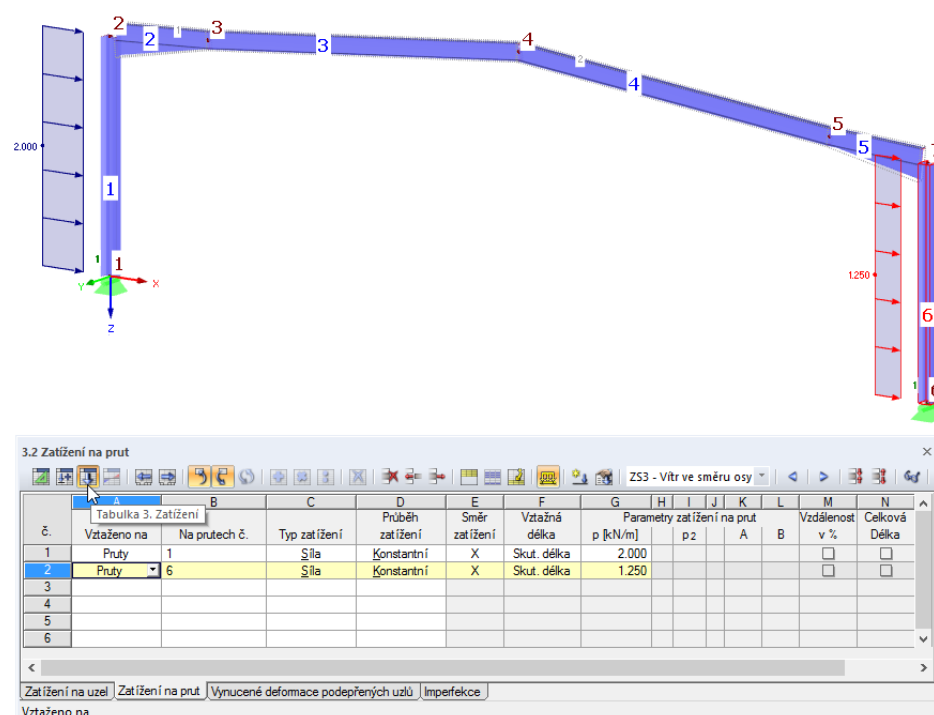 2 1 2 3 3 4 2 4 5 5 7
2.000 1 1.250 6
1 1 Y X Z 1 6
3.2 Zatížení na prut ×
ZS3 - Vítr ve směru osy
A B C D E F G H I J K L M N
Tabulka 3. Zatížení
Průběh Směr Vztažná Parametry zatížení na prut Vzdálenost Celková
č. Vztaženo na Na prutech č. Typ zatížení zatížení zatížení délka p [kN/m] p2 A B v % Délka
1 Pruty 1 Síla Konstantní X Skut. délka 2.000
2 Pruty 6 Síla Konstantní X Skut. délka 1.250
3
4
5
6
Zatížení na uzel Zatížení na prut Vynucené deformace podepřených uzlů Imperfekce
Vztaženo na